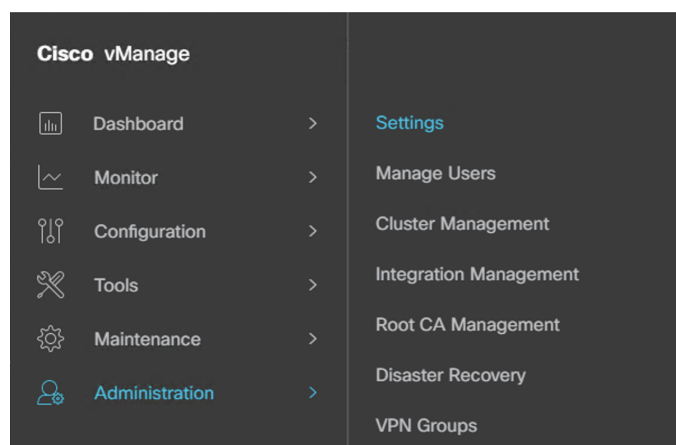 Cisco vManage
Dashboard
Monitor
Configuration
Tools
Maintenance
Administration
Settings
Manage Users
Cluster Management
Integration Management
Root CA Management
Disaster Recovery
VPN Groups